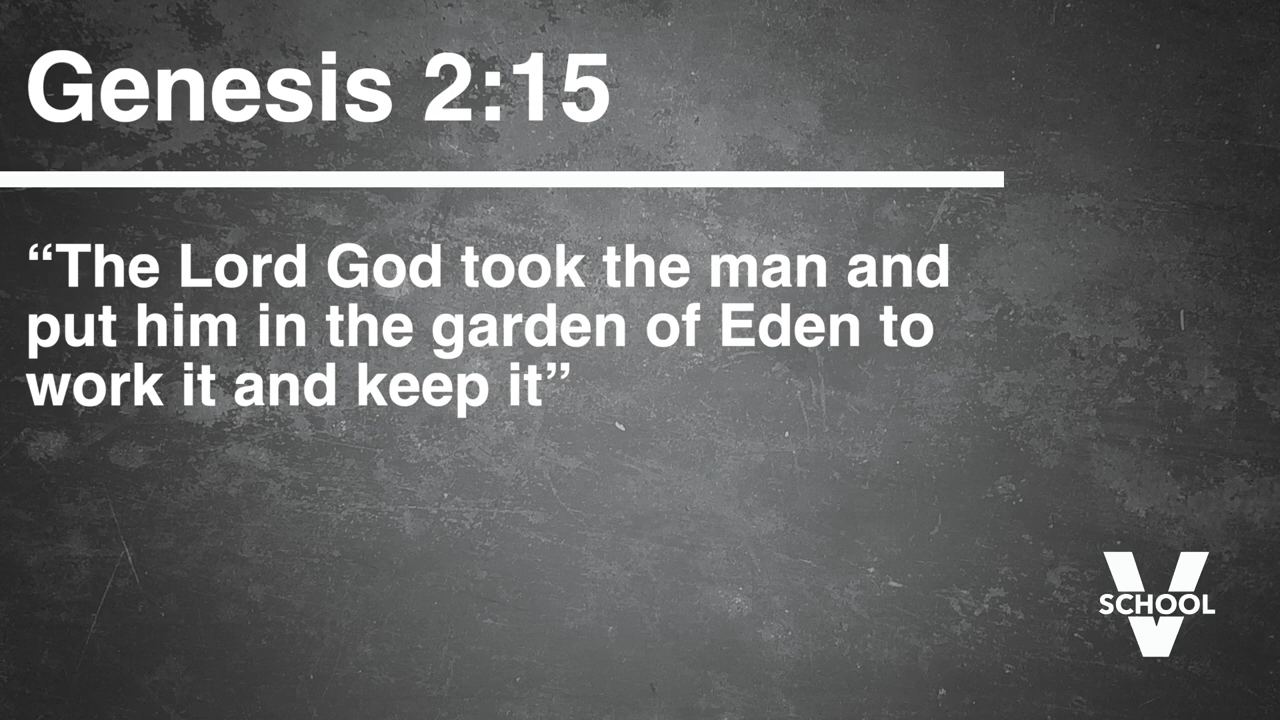 Genesis 2:15
“The Lord God took the man and
put him in the garden of Eden to
work it and keep it”
V
SCHOOL